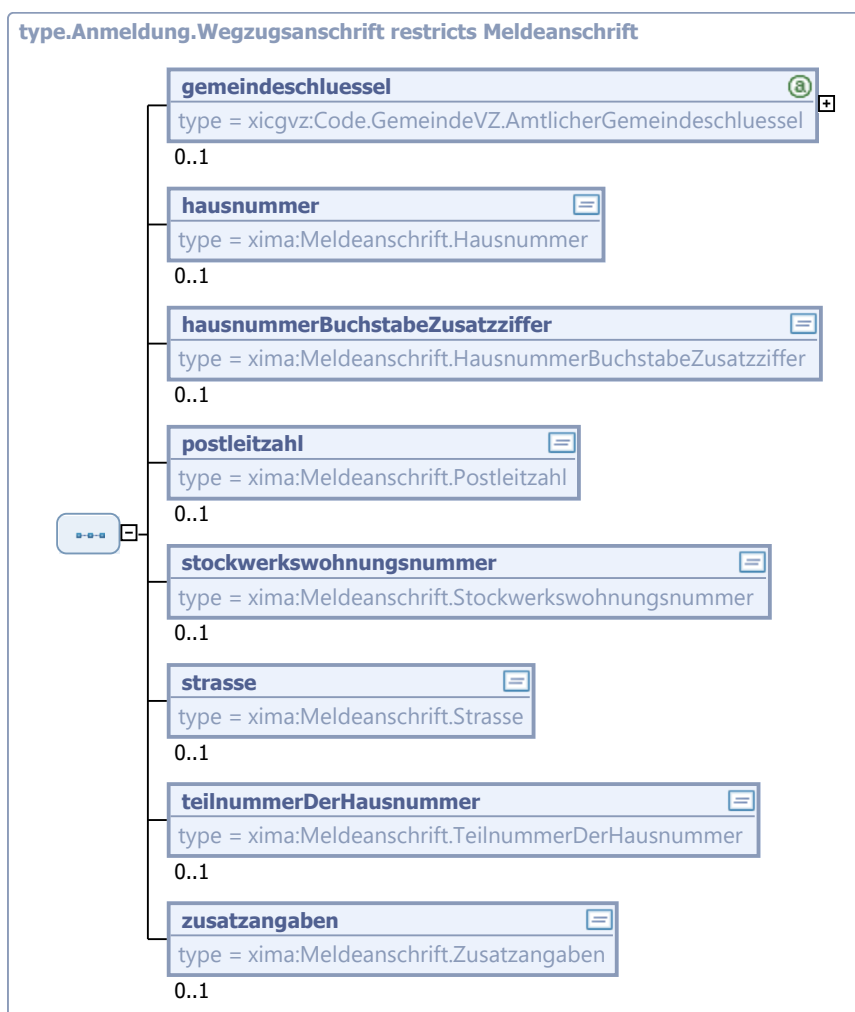 type.Anmeldung.Wegzugsanschrift restricts Meldeanschrift
gemeindeschluessel
type = xicgvz:Code.GemeindeVZ.AmtlicherGemeindeschluessel
0..1
hausnummer
type = xima:Meldeanschrift.Hausnummer
0..1
hausnummerBuchstabeZusatzziffer
type = xima:Meldeanschrift.HausnummerBuchstabeZusatzziffer
0..1
postleitzahl
type = xima:Meldeanschrift.Postleitzahl
0..1
stockwerkswohnungsnummer
type = xima:Meldeanschrift.Stockwerkswohnungsnummer
0..1
strasse
type = xima:Meldeanschrift.Strasse
0..1
teilnummerDerHausnummer
type = xima:Meldeanschrift.TeilnummerDerHausnummer
0..1
zusatzangaben
type = xima:Meldeanschrift.Zusatzangaben
0..1